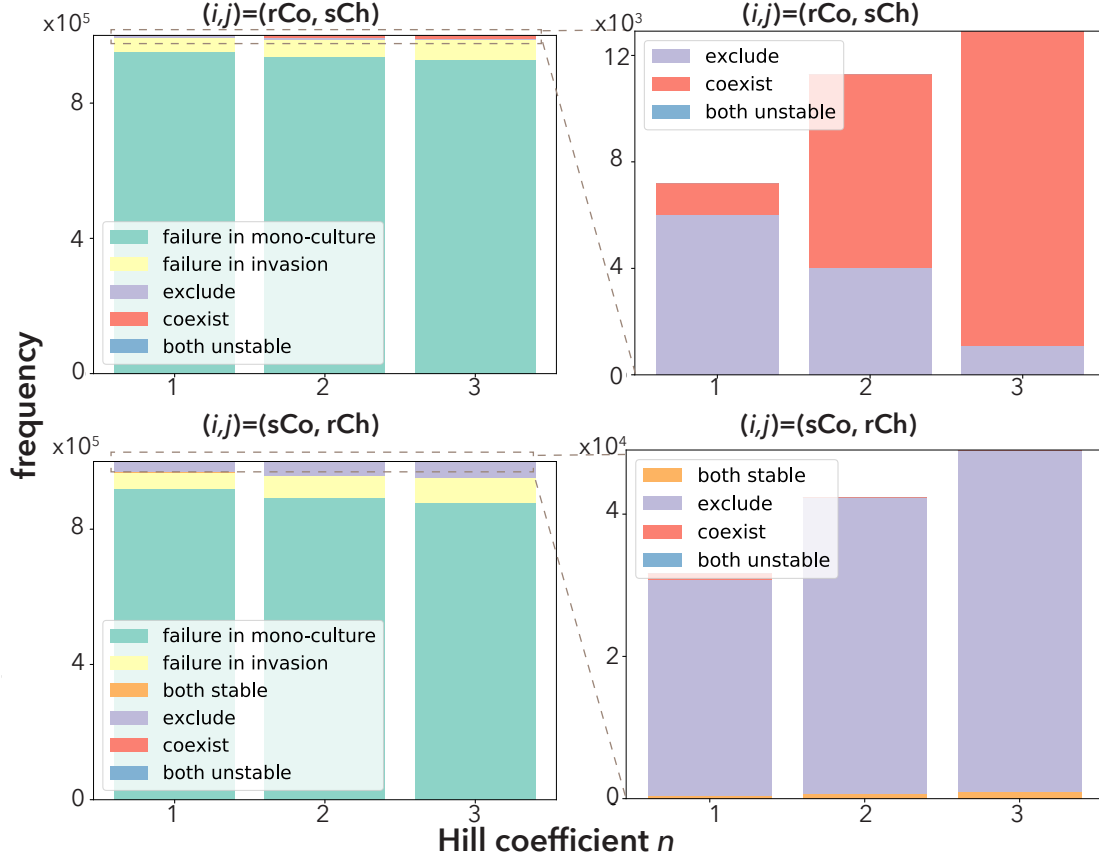 (i,j)=(rCo, sCh)
x10⁵
8
4
0
1
2
3
failure in mono-culture
failure in invasion
exclude
coexist
both unstable
(i,j)=(rCo, sCh)
x10³
12
8
4
0
1
2
3
exclude
coexist
both unstable
frequency
(i,j)=(sCo, rCh)
x10⁵
8
4
0
1
2
3
failure in mono-culture
failure in invasion
both stable
exclude
coexist
both unstable
(i,j)=(sCo, rCh)
x10⁴
4
2
0
1
2
3
both stable
exclude
coexist
both unstable
Hill coefficient n